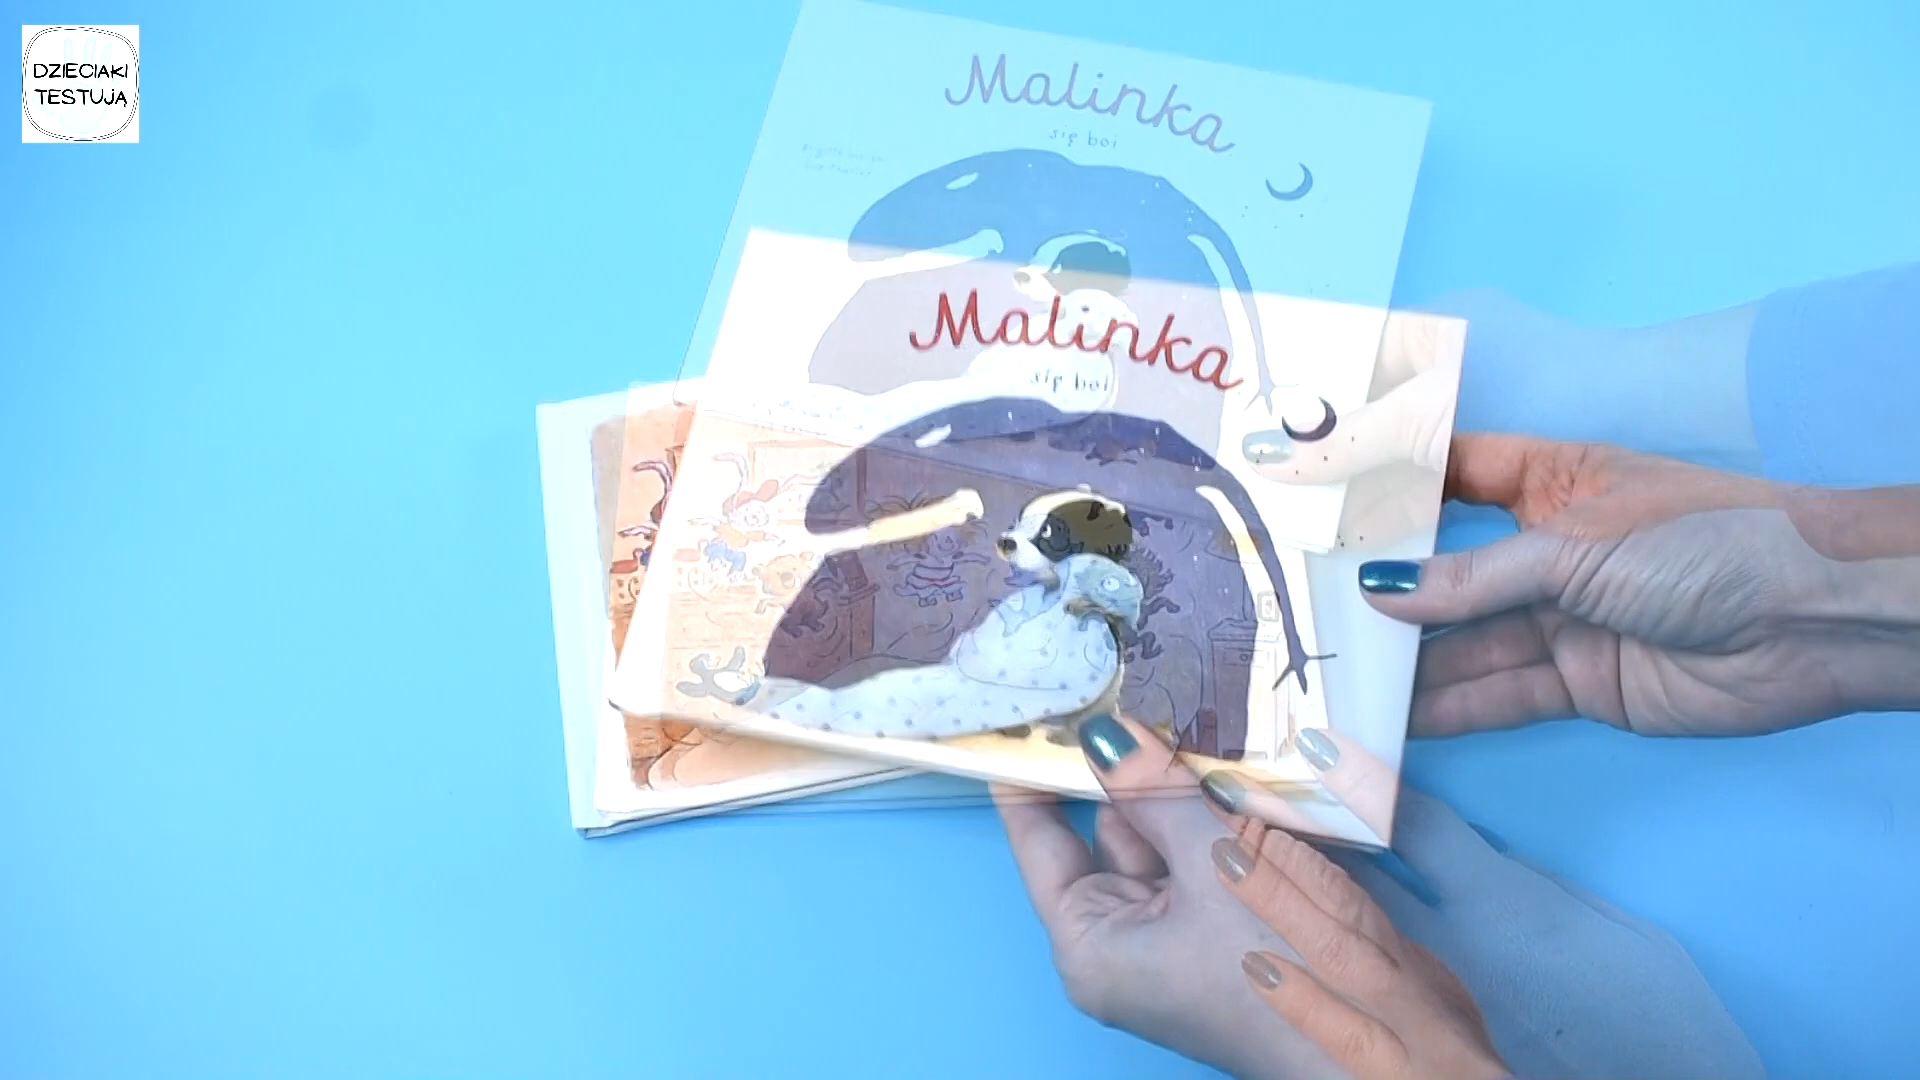 DZIECIAKI
TESTUJĄ
Malinka
się boi
Malinka
się boi